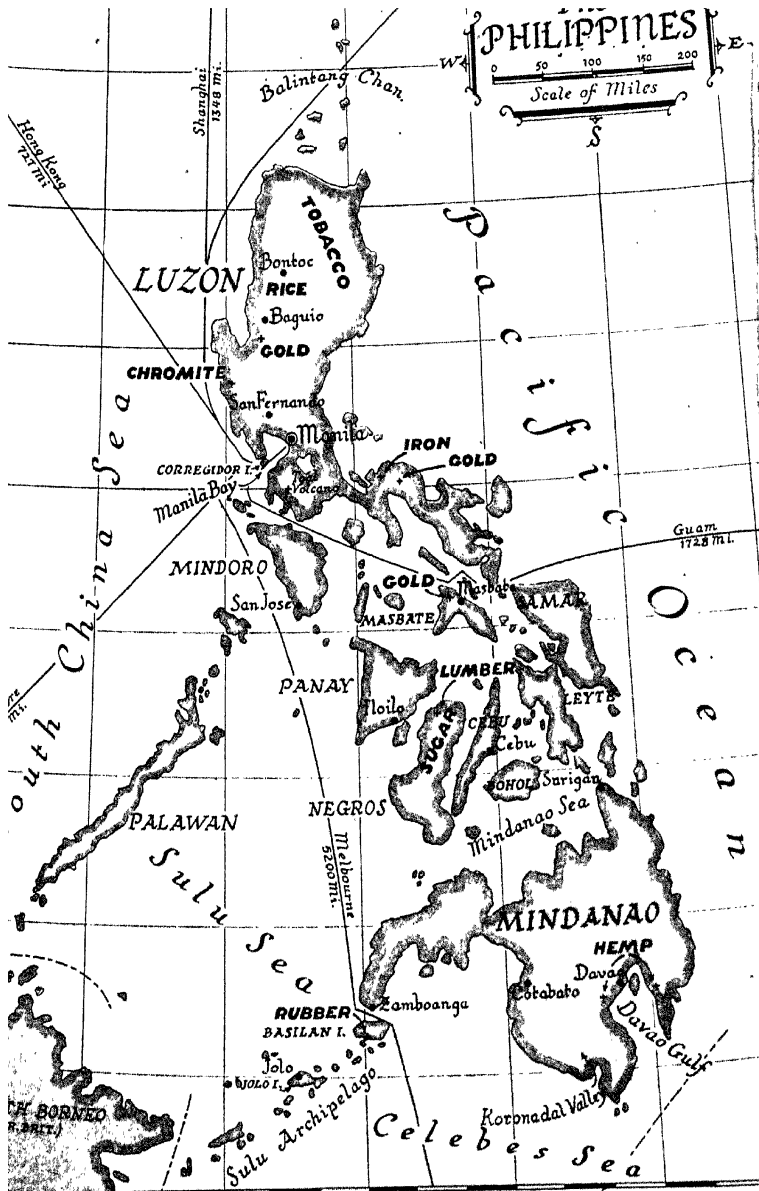 PHILIPPINES
W
E
0 50 100 150 200
Scale of Miles
S
Balintang Chan.
Shanghai
1348 mi.
Hong Kong
727 mi.
TOBACCO
Pacific Ocean
Bontoc
LUZON
RICE
Baguio
GOLD
CHROMITE
San Fernando
Manila
IRON
GOLD
CORREGIDOR I.
Volcano
Manila Bay
South China Sea
Guam
1728 mi.
MINDORO
GOLD
Masbate
SAMAR
San Jose
MASBATE
LUMBER
PANAY
LEYTE
Iloilo
SUGAR
CEBU
Cebu
BOHOL
Surigao
NEGROS
PALAWAN
Mindanao Sea
Melbourne
5200 mi.
Sulu Sea
MINDANAO
HEMP
Davao
Cotabato
Zamboanga
RUBBER
BASILAN I.
Davao Gulf
Jolo
JOLO I.
Koronadal Valley
Sulu Archipelago
BORNEO
BRIT.)
Celebes Sea
mi.